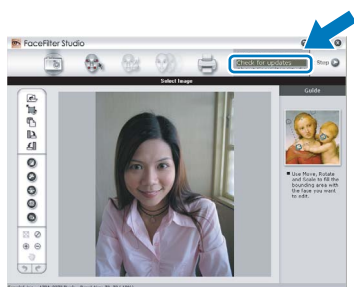 FaceFilter Studio
Check for updates
Stop
Select Image
Guide
Use Move, Rotate
and Scale to fill the
bounding area with
the face you want
to edit.